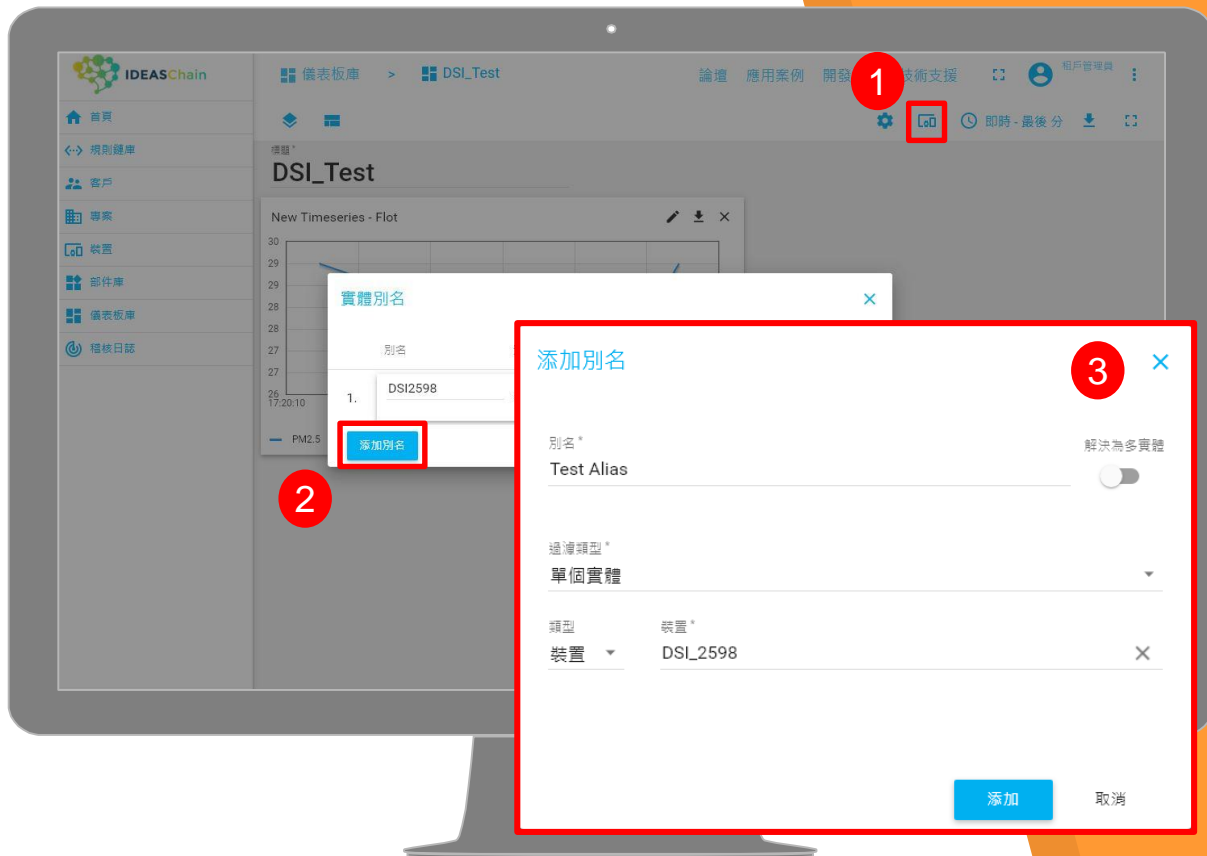 IDEASChain
儀表板庫 > DSI_Test
論壇 應用案例 開發 技術支援
租戶管理員
1
首頁
規則鏈庫
客戶
專案
裝置
部件庫
儀表板庫
稽核日誌
即時 - 最後 分
標題*
DSI_Test
New Timeseries - Flot
30
29
29
28
28
27
27
26
17:20:10
PM2.5
實體別名
別名
1.
DSI2598
添加別名
2
添加別名
3
別名*
Test Alias
解決為多實體
過濾類型*
單個實體
類型
裝置
裝置*
DSI_2598
添加
取消